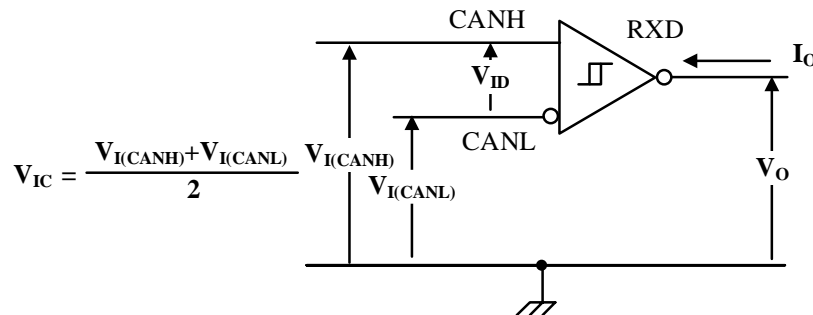 CANH
RXD
I_O
V_ID
CANL
V_IC = (V_I(CANH)+V_I(CANL))/2
V_I(CANH)
V_I(CANL)
V_O